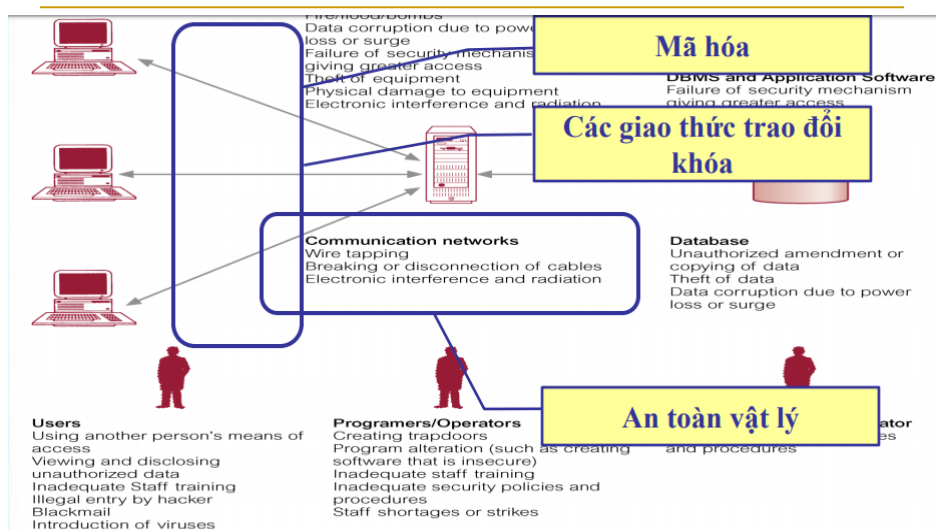 Fire/flood/bombs
Data corruption due to powe
loss or surge
Failure of security mechanis
giving greater access
Theft of equipment
Physical damage to equipment
Electronic interference and radiation
Mã hóa
DBMS and Application Software
Failure of security mechanism
giving greater access
Các giao thức trao đổi
khóa
Communication networks
Wire tapping
Breaking or disconnection of cables
Electronic interference and radiation
Database
Unauthorized amendment or
copying of data
Theft of data
Data corruption due to power
loss or surge
Users
Using another person's means of
access
Viewing and disclosing
unauthorized data
Inadequate Staff training
Illegal entry by hacker
Blackmail
Introduction of viruses
Programers/Operators
Creating trapdoors
Program alteration (such as creating
software that is insecure)
Inadequate staff training
Inadequate security policies and
procedures
Staff shortages or strikes
An toàn vật lý
ator
es
and procedures